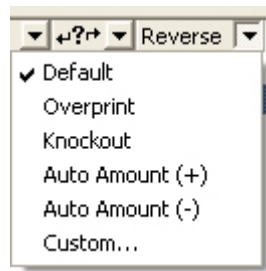 ↵?↱ Reverse
Default
Overprint
Knockout
Auto Amount (+)
Auto Amount (-)
Custom...